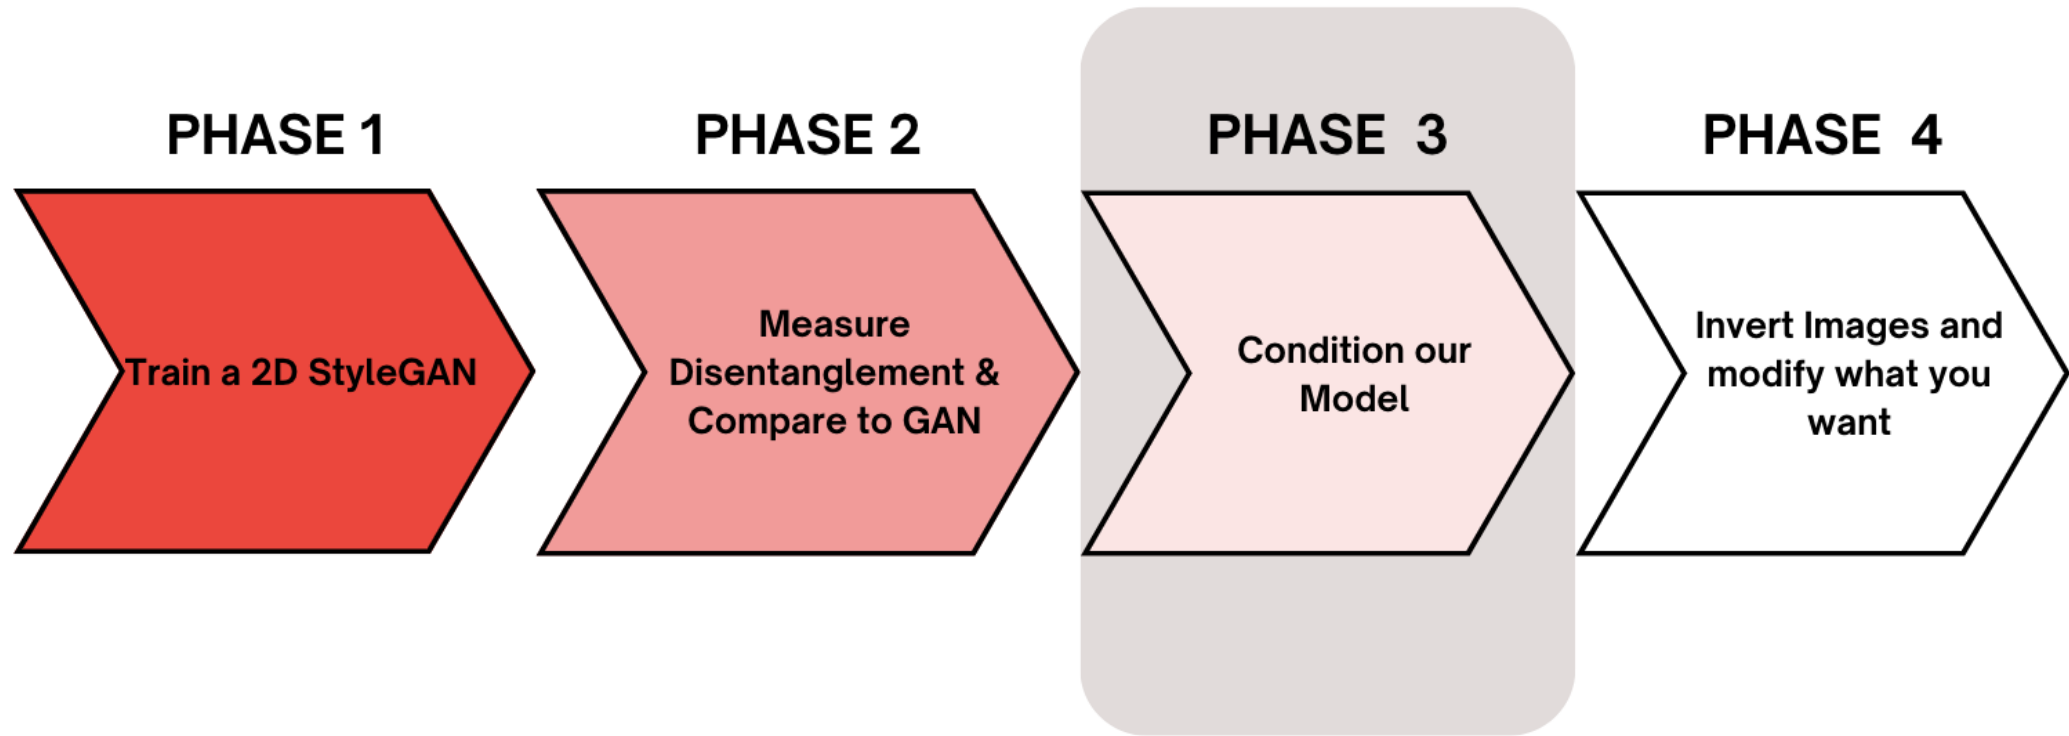 PHASE 1
Train a 2D StyleGAN
PHASE 2
Measure
Disentanglement &
Compare to GAN
PHASE 3
Condition our
Model
PHASE 4
Invert Images and
modify what you
want